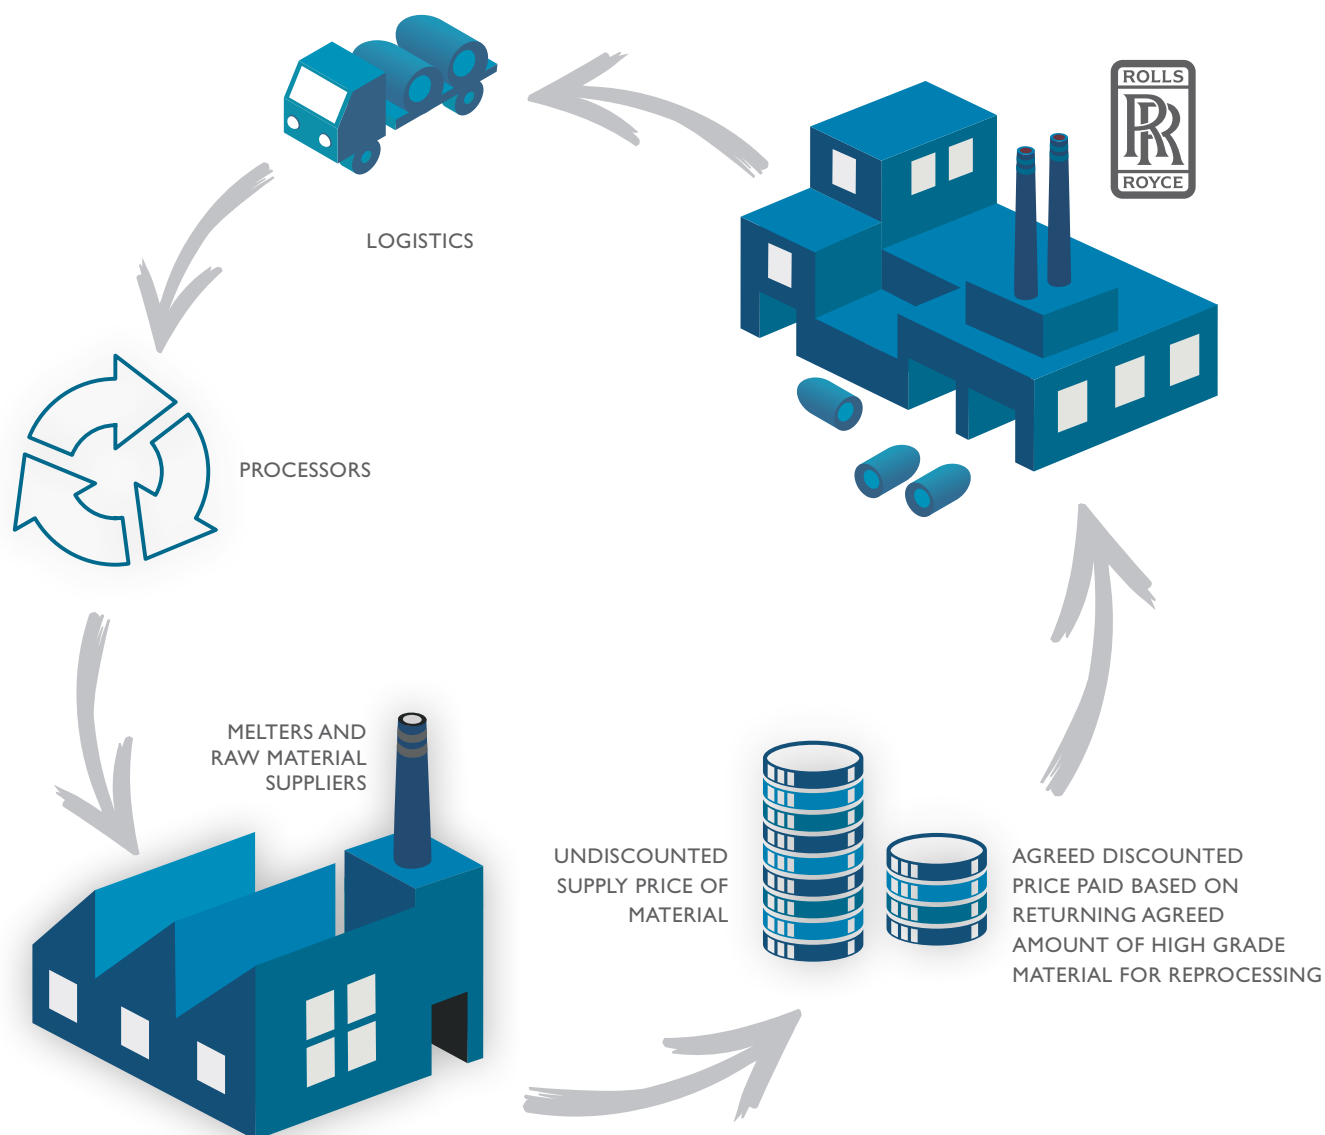 ROLLS
RR
ROYCE
LOGISTICS
PROCESSORS
MELTERS AND
RAW MATERIAL
SUPPLIERS
UNDISCOUNTED
SUPPLY PRICE OF
MATERIAL
AGREED DISCOUNTED
PRICE PAID BASED ON
RETURNING AGREED
AMOUNT OF HIGH GRADE
MATERIAL FOR REPROCESSING